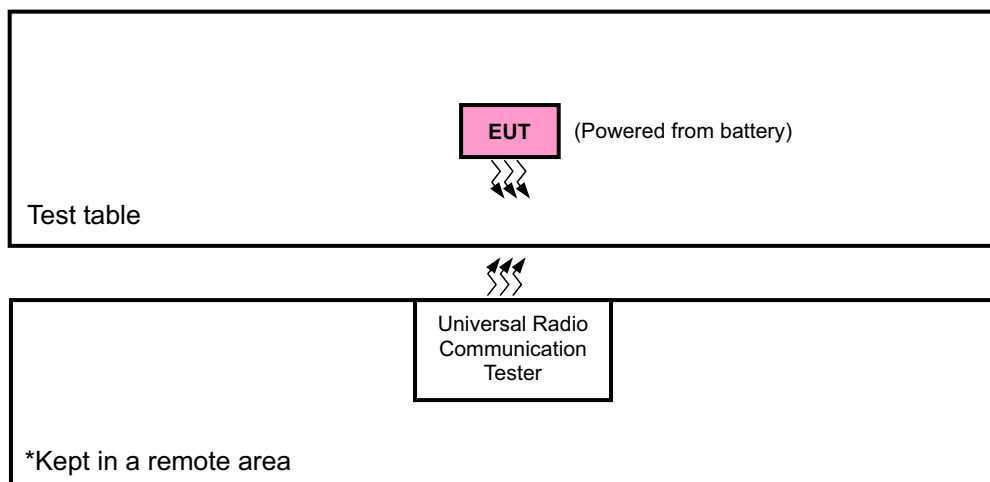 EUT
(Powered from battery)
Test table
Universal Radio
Communication
Tester
*Kept in a remote area